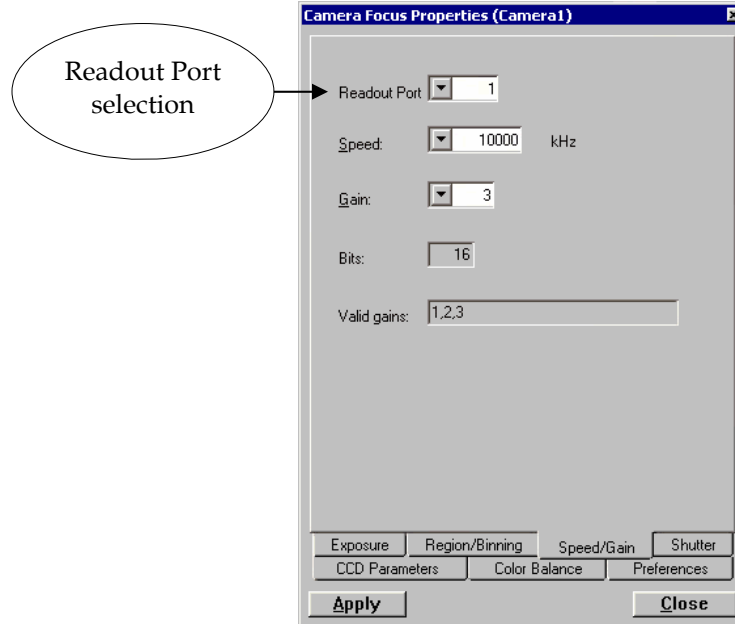 Camera Focus Properties (Camera1)
Readout Port
selection
Readout Port 1
Speed: 10000 kHz
Gain: 3
Bits: 16
Valid gains: 1,2,3
Exposure Region/Binning Speed/Gain Shutter
CCD Parameters Color Balance Preferences
Apply Close